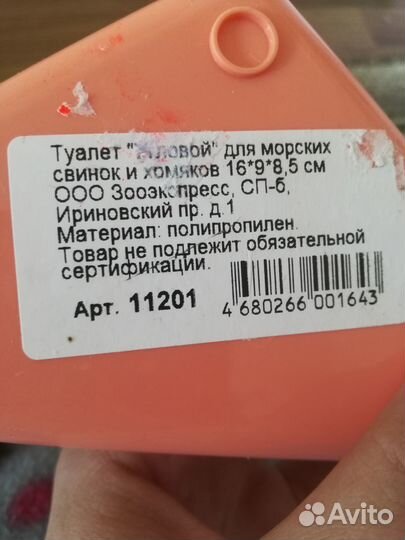 Туалет "Угловой" для морских
свинок и хомяков 16*9*8,5 см
ООО Зооэкспресс, СП-б,
Ириновский пр. д.1
Материал: полипропилен.
Товар не подлежит обязательной
сертификации.
Арт. 11201
4 680266 001643
Avito